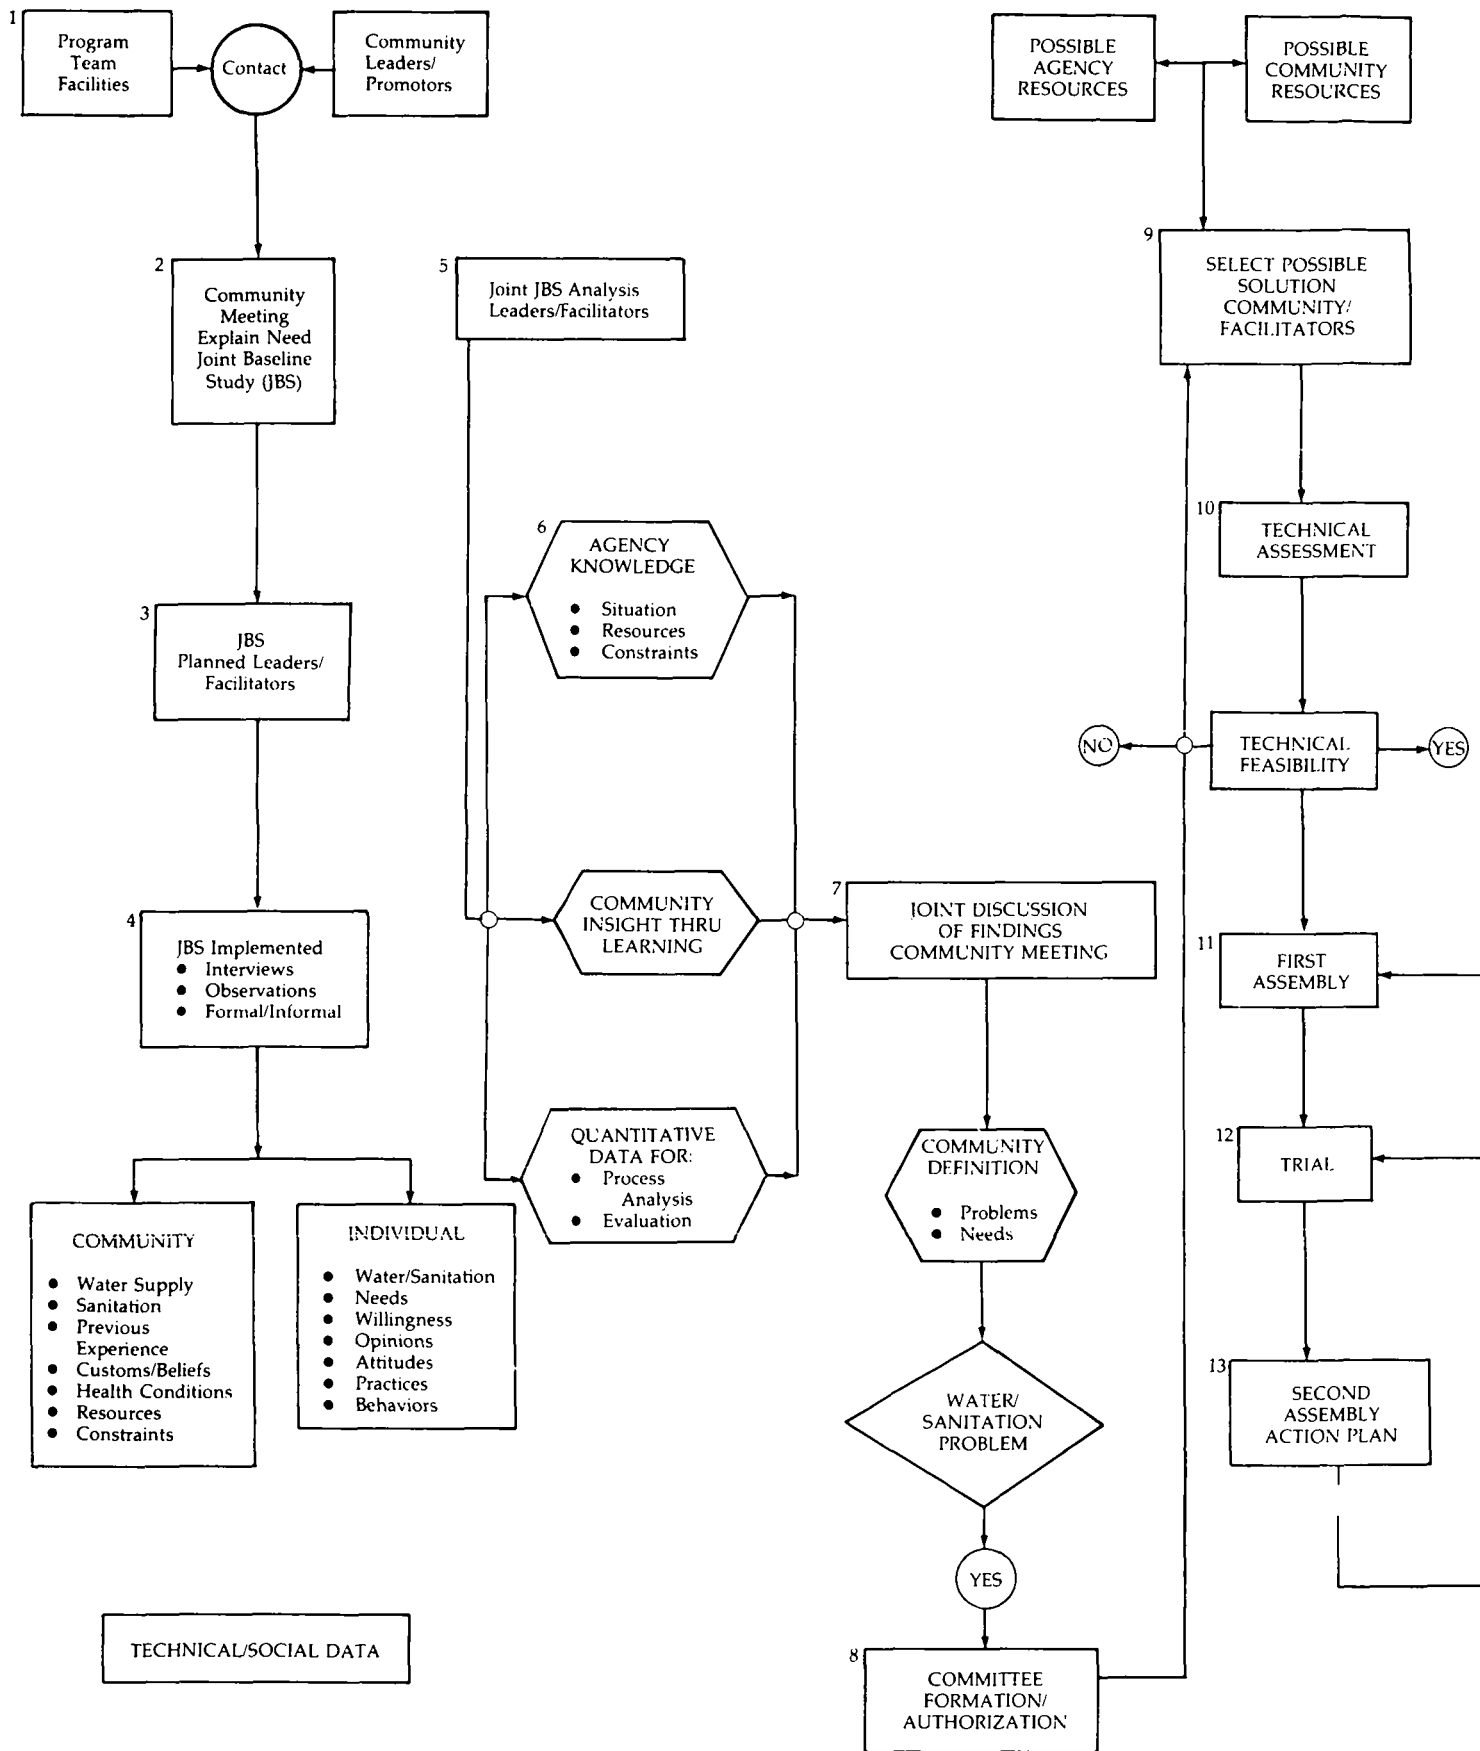 1
Program
Team
Facilities
Contact
Community
Leaders/
Promotors
2
Community
Meeting
Explain Need
Joint Baseline
Study (JBS)
3
JBS
Planned Leaders/
Facilitators
4
JBS Implemented
● Interviews
● Observations
● Formal/Informal
COMMUNITY
● Water Supply
● Sanitation
● Previous
Experience
● Customs/Beliefs
● Health Conditions
● Resources
● Constraints
INDIVIDUAL
● Water/Sanitation
● Needs
● Willingness
● Opinions
● Attitudes
● Practices
● Behaviors
TECHNICAL/SOCIAL DATA
5
Joint JBS Analysis
Leaders/Facilitators
6
AGENCY
KNOWLEDGE
● Situation
● Resources
● Constraints
COMMUNITY
INSIGHT THRU
LEARNING
QUANTITATIVE
DATA FOR:
● Process
Analysis
● Evaluation
7
JOINT DISCUSSION
OF FINDINGS
COMMUNITY MEETING
COMMUNITY
DEFINITION
● Problems
● Needs
WATER/
SANITATION
PROBLEM
YES
8
COMMITTEE
FORMATION/
AUTHORIZATION
POSSIBLE
AGENCY
RESOURCES
POSSIBLE
COMMUNITY
RESOURCES
9
SELECT POSSIBLE
SOLUTION
COMMUNITY/
FACILITATORS
10
TECHNICAL
ASSESSMENT
NO
TECHNICAL
FEASIBILITY
YES
11
FIRST
ASSEMBLY
12
TRIAL
13
SECOND
ASSEMBLY
ACTION PLAN